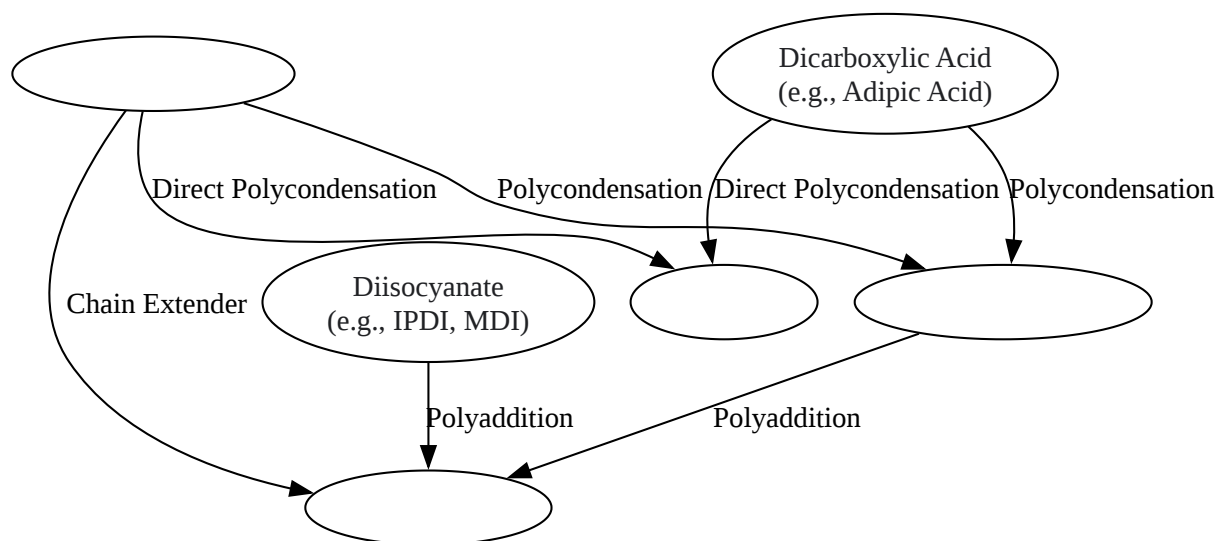 Dicarboxylic Acid
(e.g., Adipic Acid)
Direct Polycondensation
Polycondensation
Direct Polycondensation
Polycondensation
Chain Extender
Diisocyanate
(e.g., IPDI, MDI)
Polyaddition
Polyaddition